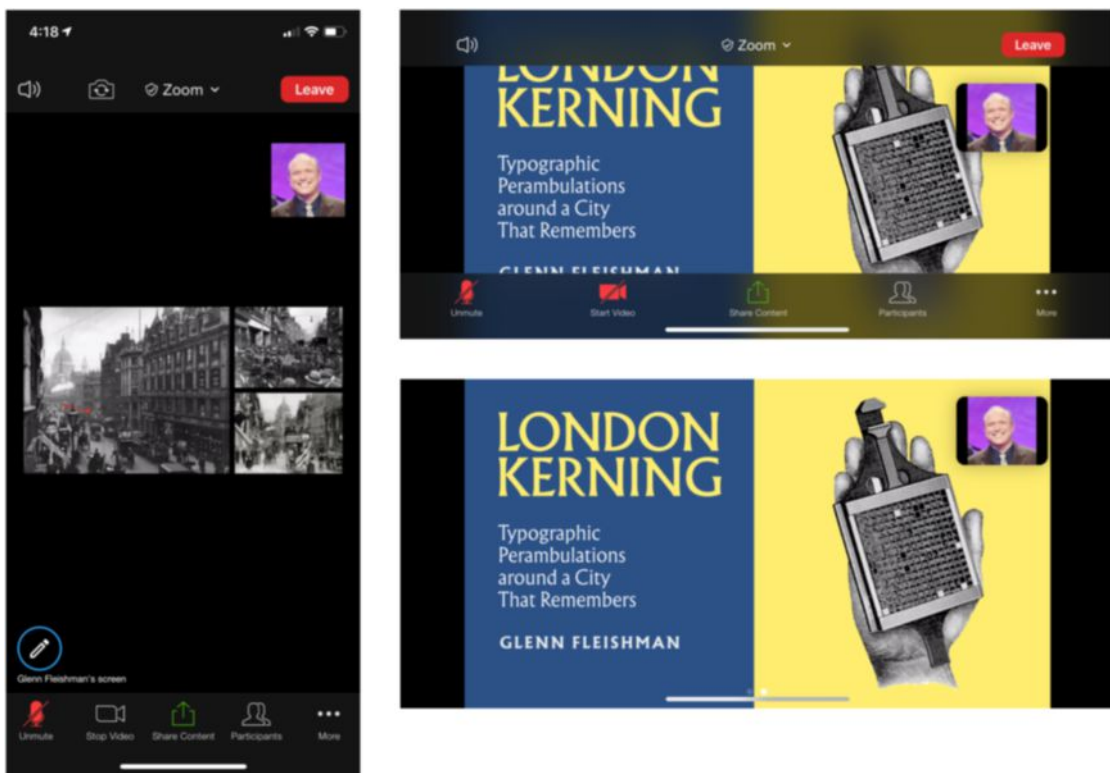 4:18
Zoom
Leave
Glenn Fleishman's screen
Unmute
Stop Video
Share Content
Participants
More
Zoom
Leave
LONDON
KERNING
Typographic
Perambulations
around a City
That Remembers
GLENN FLEISHMAN
Unmute
Start Video
Share Content
Participants
More
LONDON
KERNING
Typographic
Perambulations
around a City
That Remembers
GLENN FLEISHMAN